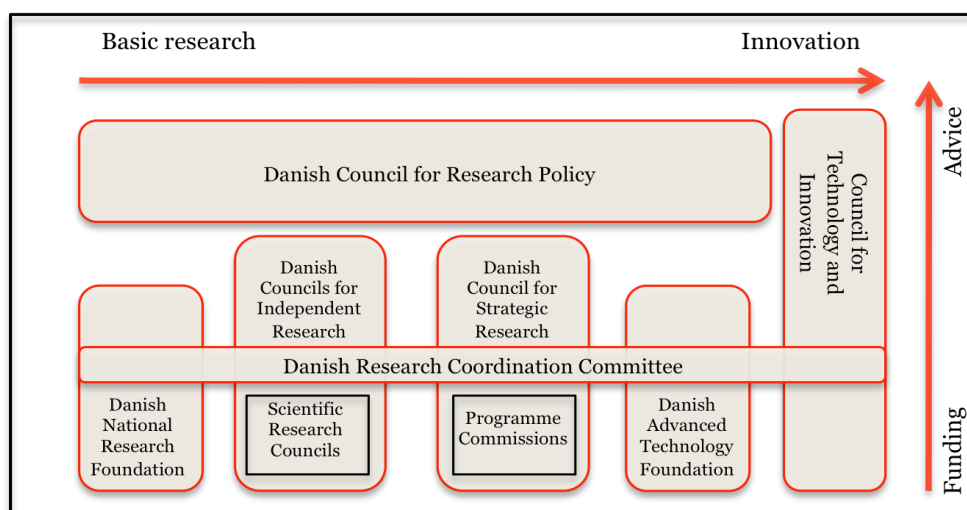 Basic research
Innovation
Danish Council for Research Policy
Council for
Technology and
Innovation
Advice
Danish
Councils for
Independent
Research
Danish
Council for
Strategic
Research
Danish Research Coordination Committee
Danish
National
Research
Foundation
Scientific
Research
Councils
Programme
Commissions
Danish
Advanced
Technology
Foundation
Funding